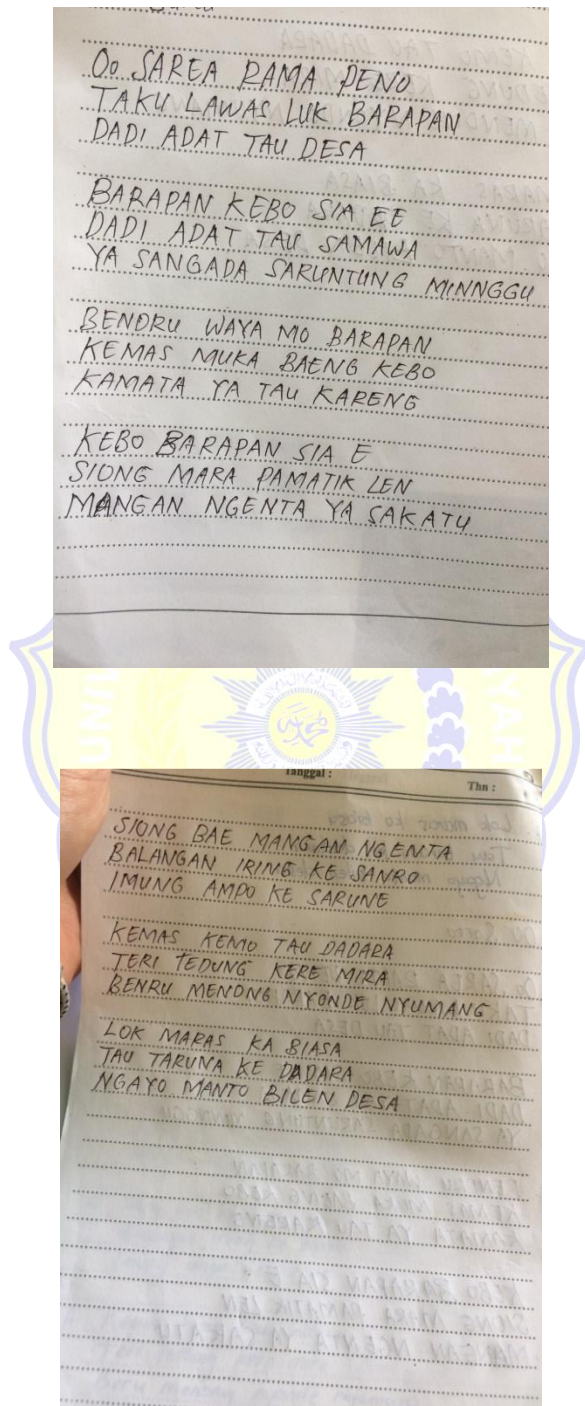 Oo SAREA RAMA PENO
TAKU LAWAS LUK BARAPAN
DADI ADAT TAU DESA
BARAPAN KEBO SIA EE
DADI ADAT TAU SAMAWA
YA SANGADA SARUNTUNG MINNGGU
BENDRU WAYA MO BARAPAN
KEMAS MUKA BAENG KEBO
KAMATA YA TAU KARENG
KEBO BARAPAN SIA E
SIONG MARA PAMATIK LEN
MANGAN NGENTA YA SAKATU
Tanggal :
Thn :
SIONG BAE MANGAN NGENTA
BALANGAN IRING KE SANRO
IMUNG AMPO KE SARUNE
KEMAS KEMO TAU DADARA
TERI TEDUNG KERE MIRA
BENRU MENONG NYONDE NYUMANG
LOK MARAS KA BIASA
TAU TARUNA KE DADARA
NGAYO MANTO BILEN DESA